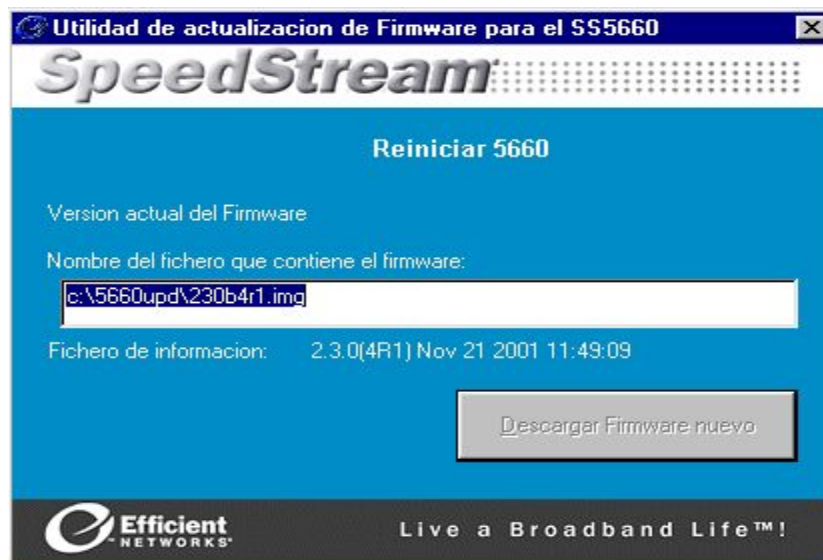 Utilidad de actualizacion de Firmware para el SS5660
SpeedStream
Reiniciar 5660
Version actual del Firmware
Nombre del fichero que contiene el firmware:
c:\5660upd\230b4r1.img
Fichero de informacion: 2.3.0(4R1) Nov 21 2001 11:49:09
Descargar Firmware nuevo
Efficient
NETWORKS
Live a Broadband Life™!